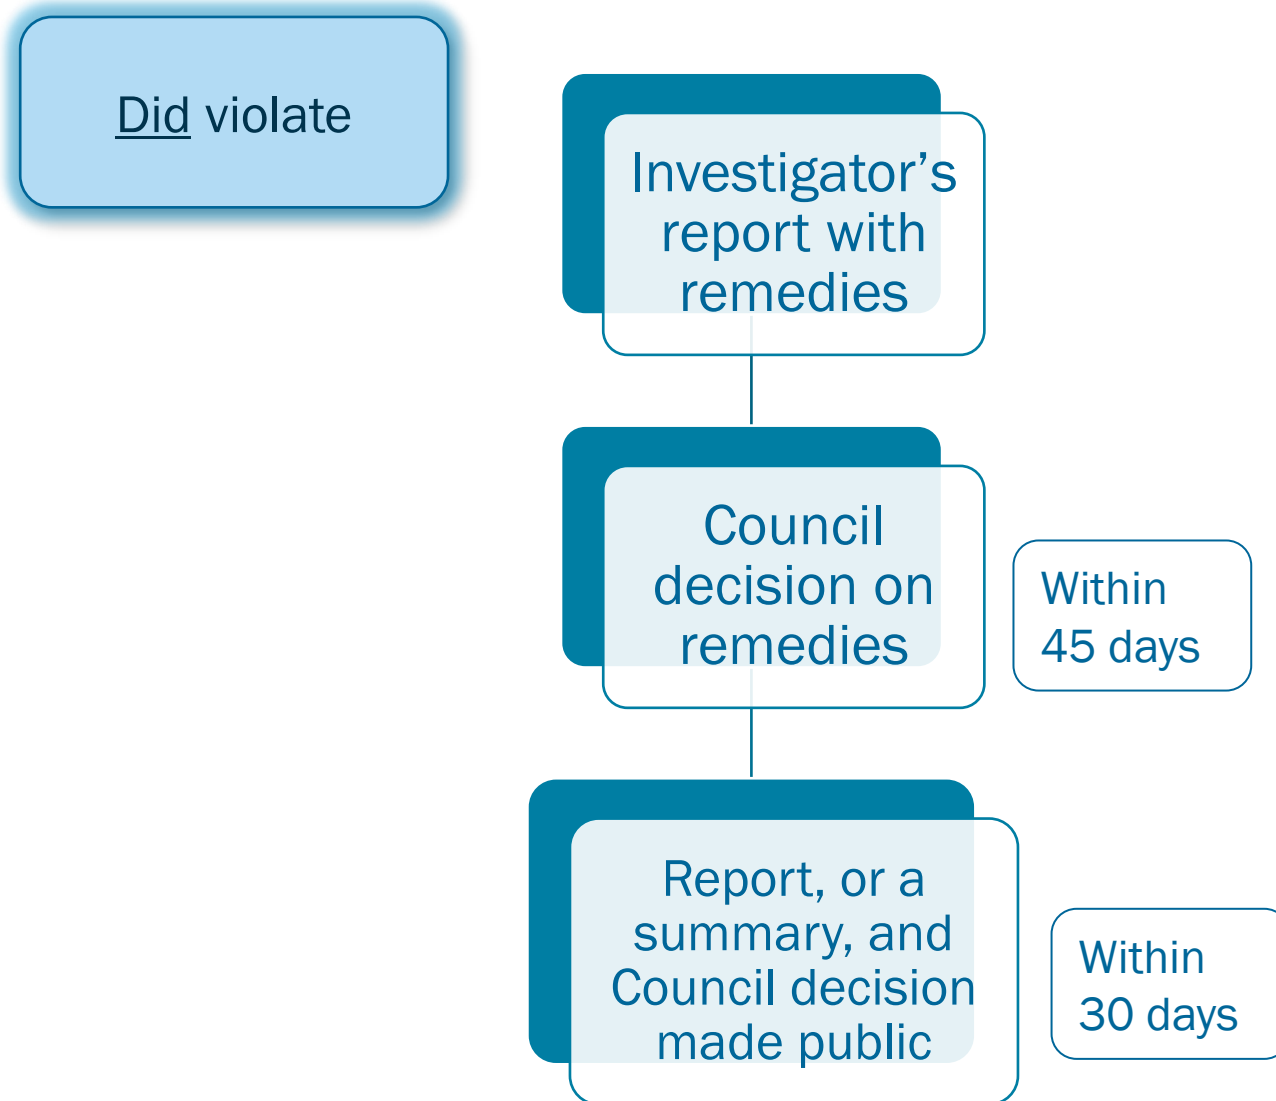 Did violate
Investigator’s
report with
remedies
Council
decision on
remedies
Within
45 days
Report, or a
summary, and
Council decision
made public
Within
30 days